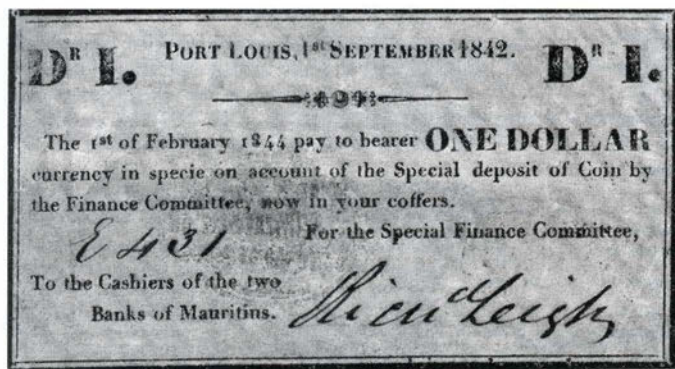 Dr 1. PORT LOUIS, 1st SEPTEMBER 1842. Dr 1.
The 1st of February 1844 pay to bearer ONE DOLLAR
currency in specie on account of the Special deposit of Coin by
the Finance Committee, now in your coffers.
E 431 For the Special Finance Committee,
To the Cashiers of the two
Banks of Mauritius. Ricd Leigh